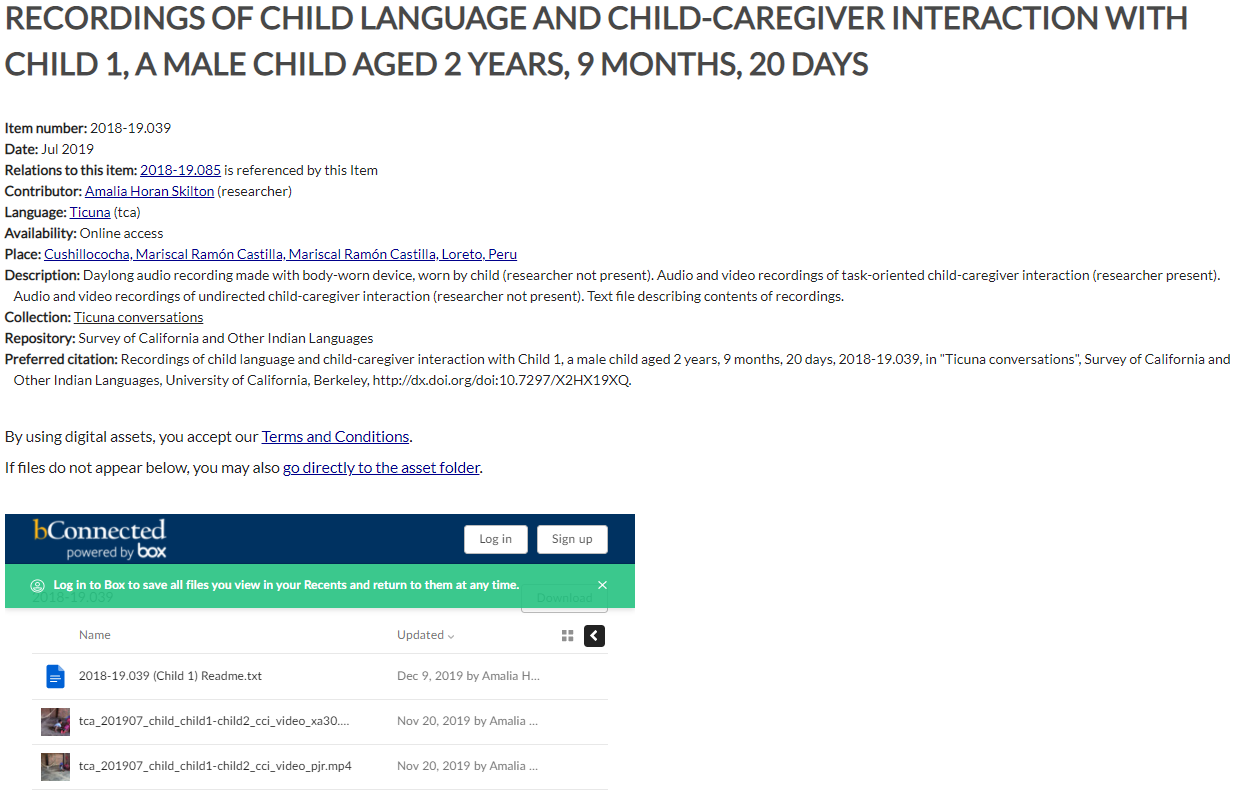 RECORDINGS OF CHILD LANGUAGE AND CHILD-CAREGIVER INTERACTION WITH
CHILD 1, A MALE CHILD AGED 2 YEARS, 9 MONTHS, 20 DAYS
Item number: 2018-19.039
Date: Jul 2019
Relations to this item: 2018-19.085 is referenced by this Item
Contributor: Amalia Horan Skilton (researcher)
Language: Ticuna (tca)
Availability: Online access
Place: Cushillococha, Mariscal Ramón Castilla, Mariscal Ramón Castilla, Loreto, Peru
Description: Daylong audio recording made with body-worn device, worn by child (researcher not present). Audio and video recordings of task-oriented child-caregiver interaction (researcher present).
Audio and video recordings of undirected child-caregiver interaction (researcher not present). Text file describing contents of recordings.
Collection: Ticuna conversations
Repository: Survey of California and Other Indian Languages
Preferred citation: Recordings of child language and child-caregiver interaction with Child 1, a male child aged 2 years, 9 months, 20 days, 2018-19.039, in "Ticuna conversations", Survey of California and
Other Indian Languages, University of California, Berkeley, http://dx.doi.org/doi:10.7297/X2HX19XQ.
By using digital assets, you accept our Terms and Conditions.
If files do not appear below, you may also go directly to the asset folder.
bConnected
powered by box
Log in Sign up
Log in to Box to save all files you view in your Recents and return to them at any time.
2018-19.039 Download
Name Updated
2018-19.039 (Child 1) Readme.txt Dec 9, 2019 by Amalia H...
tca_201907_child_child1-child2_cci_video_xa30.... Nov 20, 2019 by Amalia ...
tca_201907_child_child1-child2_cci_video_pjr.mp4 Nov 20, 2019 by Amalia ...